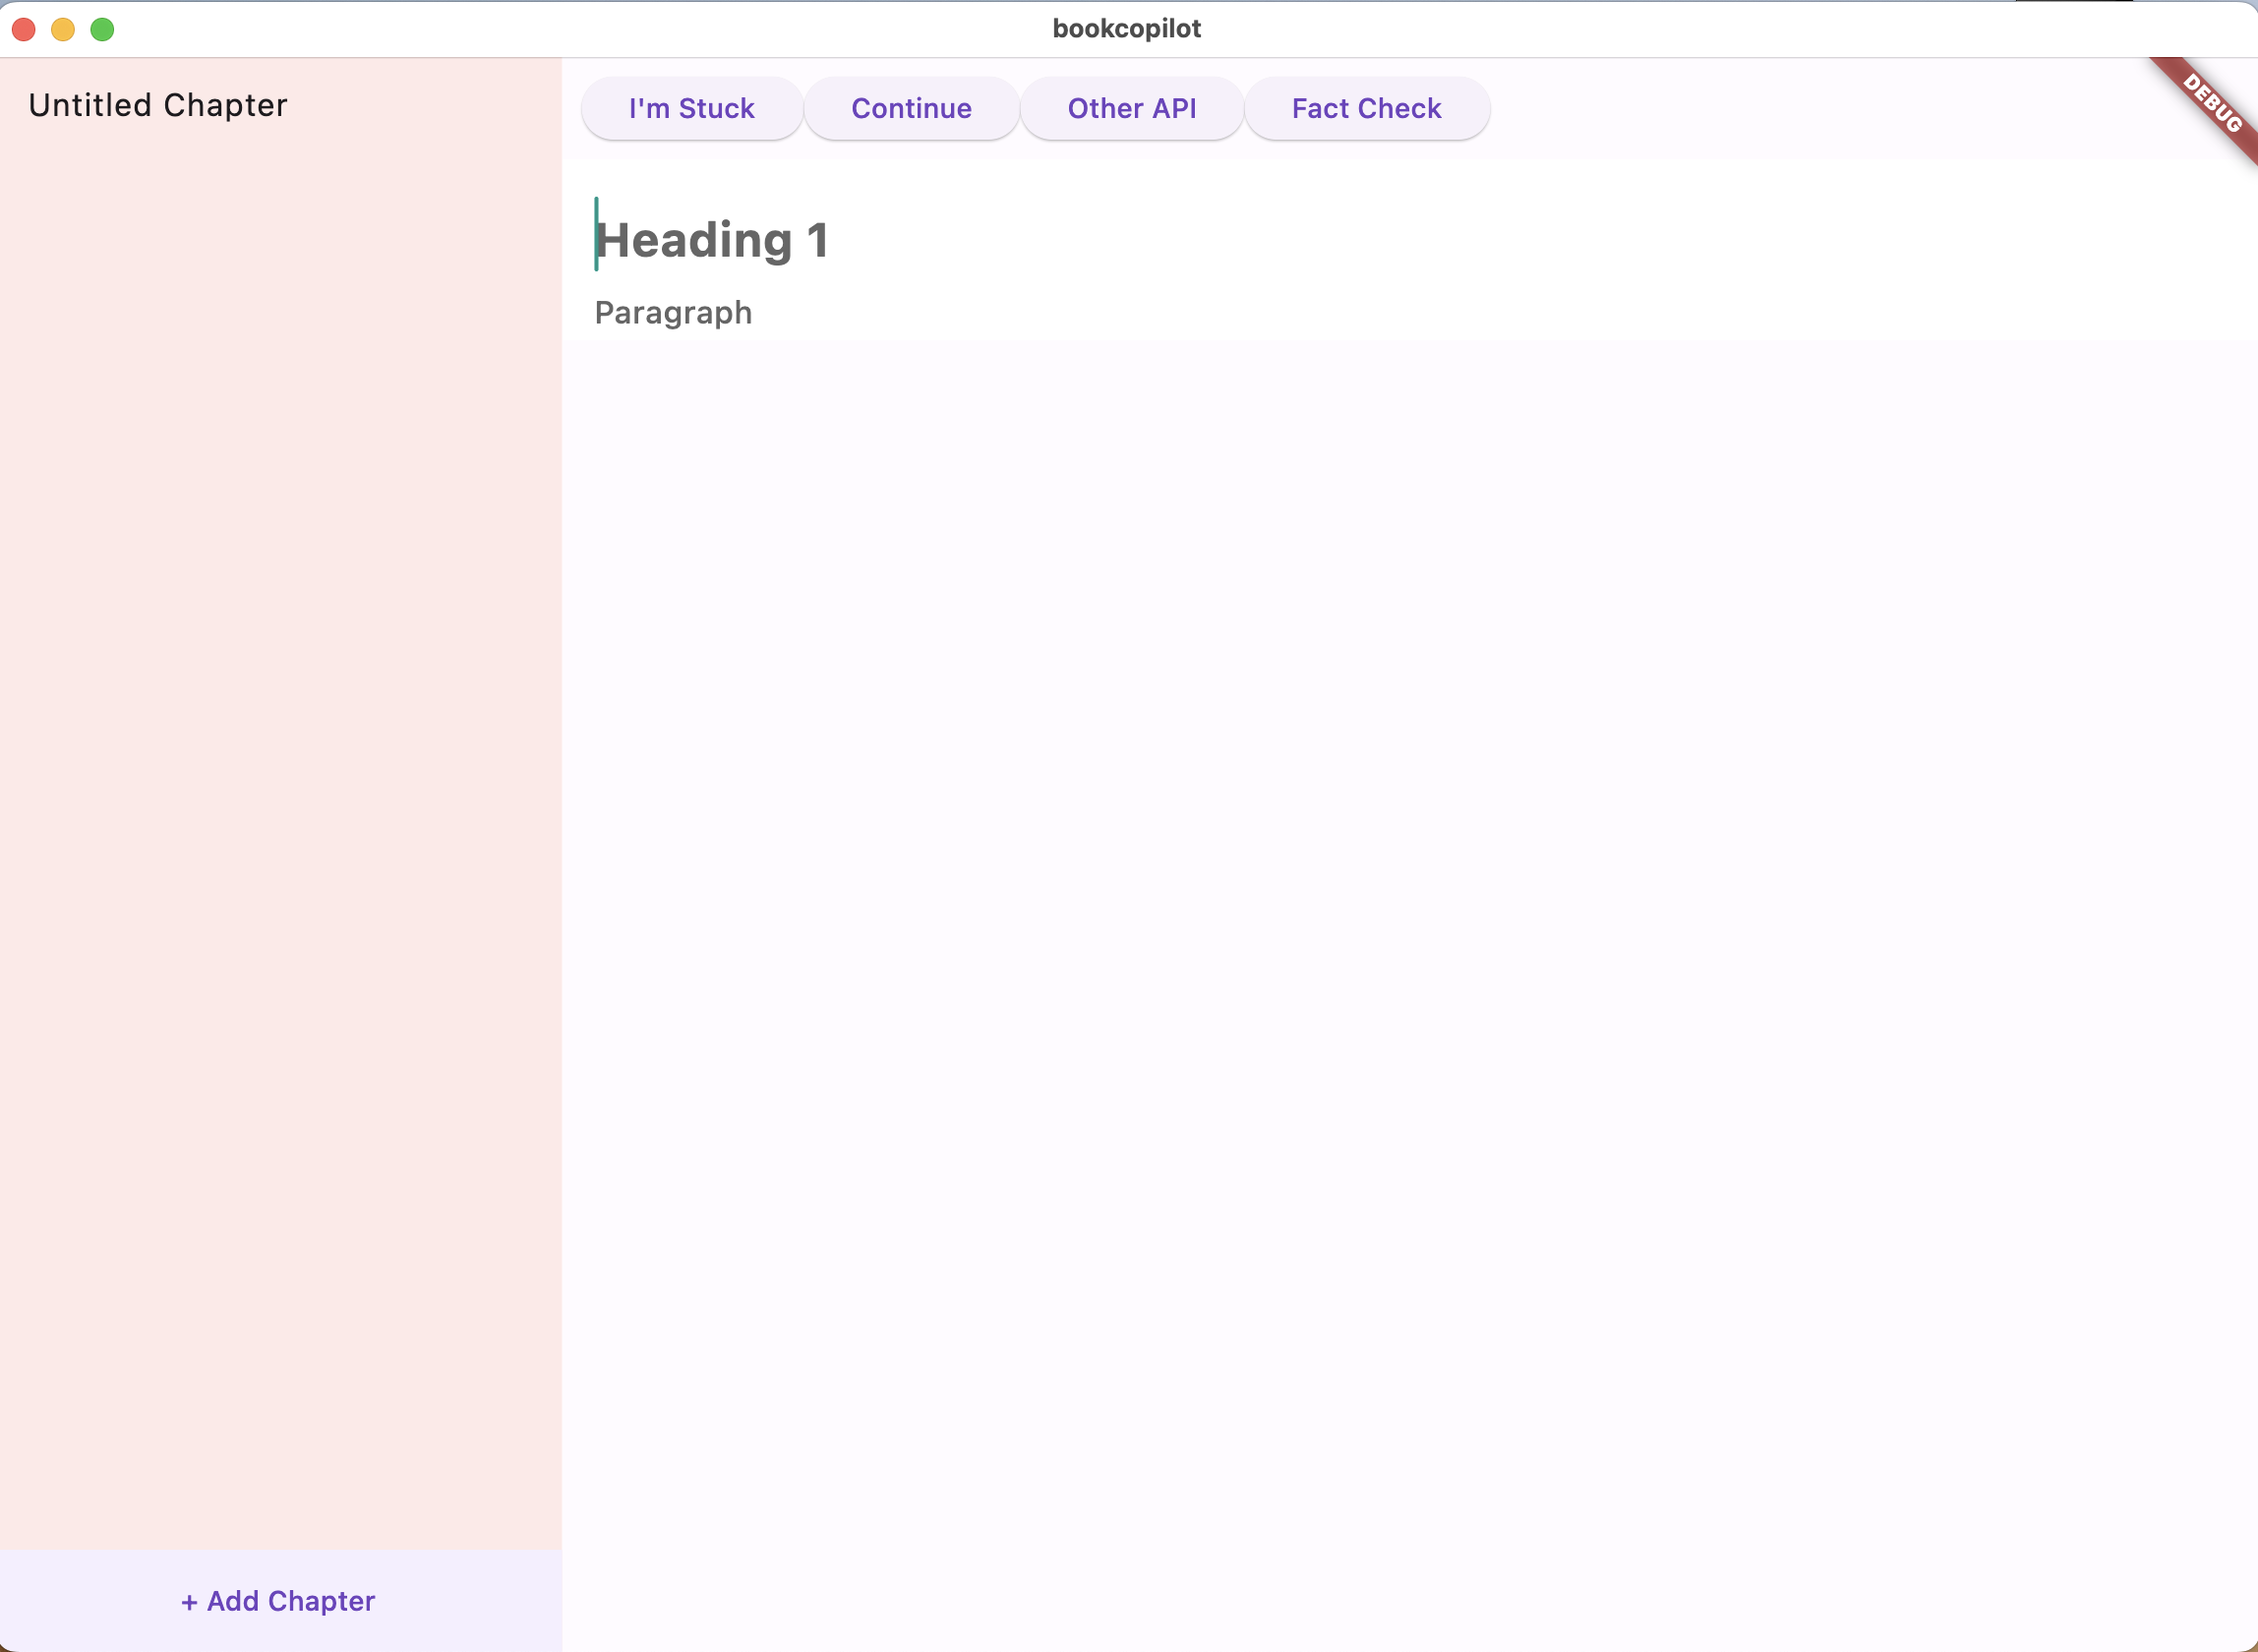 bookcopilot
Untitled Chapter
I'm Stuck Continue Other API Fact Check
DEBUG
Heading 1
Paragraph
+ Add Chapter